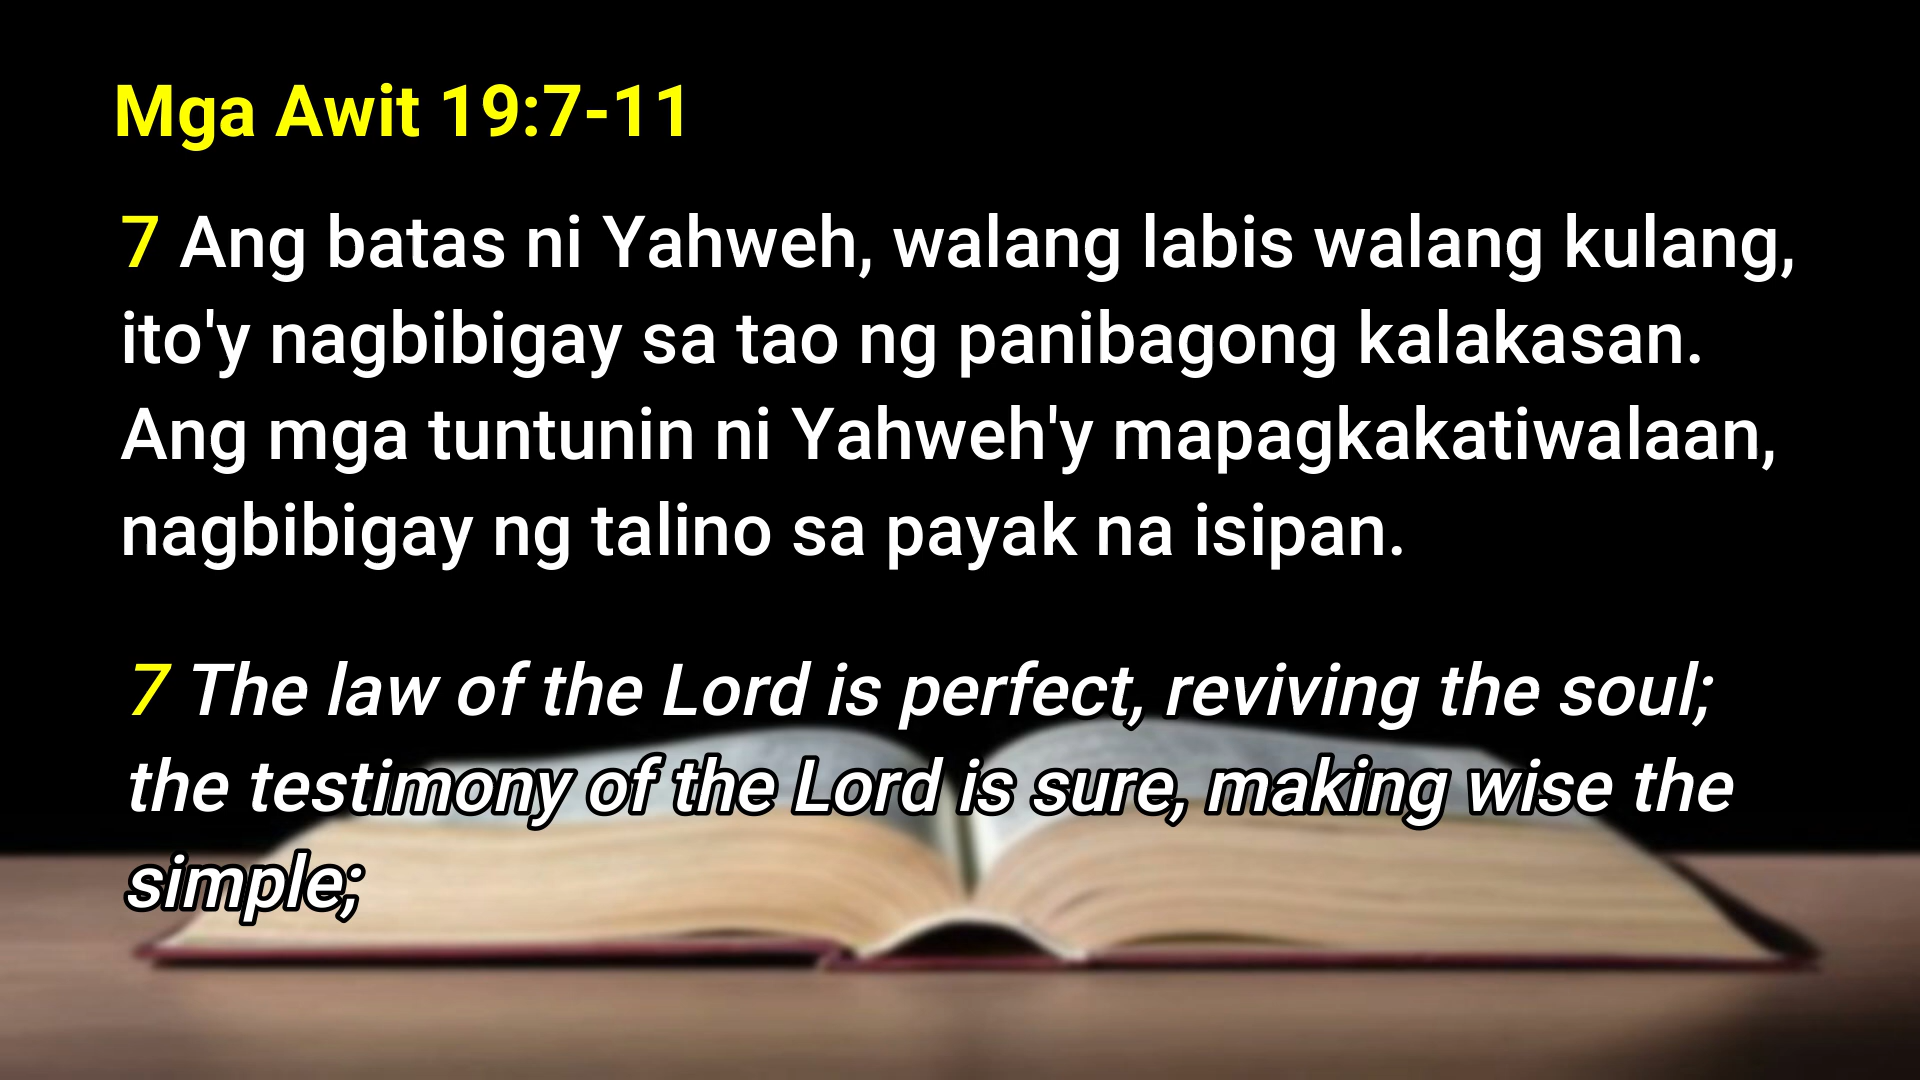 Mga Awit 19:7-11
7 Ang batas ni Yahweh, walang labis walang kulang,
ito'y nagbibigay sa tao ng panibagong kalakasan.
Ang mga tuntunin ni Yahweh'y mapagkakatiwalaan,
nagbibigay ng talino sa payak na isipan.
7 The law of the Lord is perfect, reviving the soul;
the testimony of the Lord is sure, making wise the
simple;